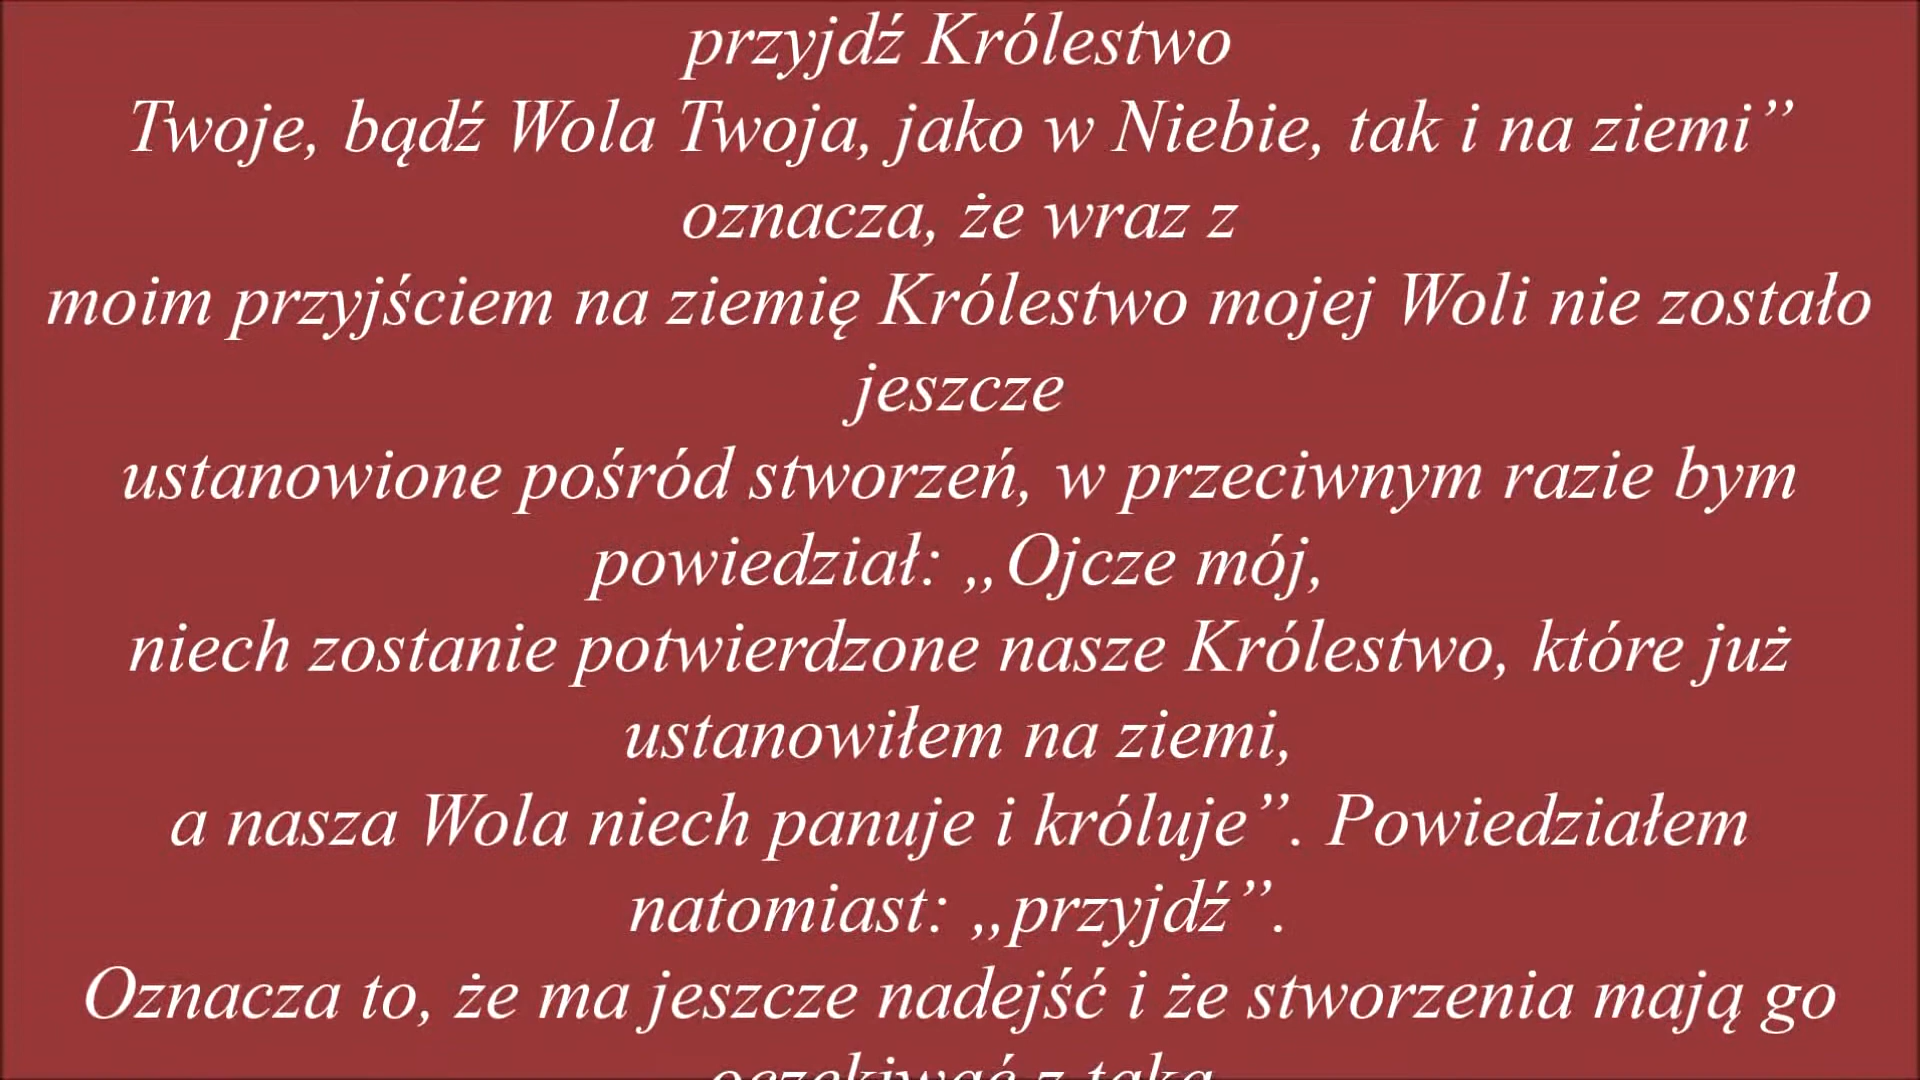 przyjdź Królestwo
Twoje, bądź Wola Twoja, jako w Niebie, tak i na ziemi”
oznacza, że wraz z
moim przyjściem na ziemię Królestwo mojej Woli nie zostało
jeszcze
ustanowione pośród stworzeń, w przeciwnym razie bym
powiedział: „Ojcze mój,
niech zostanie potwierdzone nasze Królestwo, które już
ustanowiłem na ziemi,
a nasza Wola niech panuje i króluje”. Powiedziałem
natomiast: „przyjdź”.
Oznacza to, że ma jeszcze nadejść i że stworzenia mają go
oczekiwać z taką